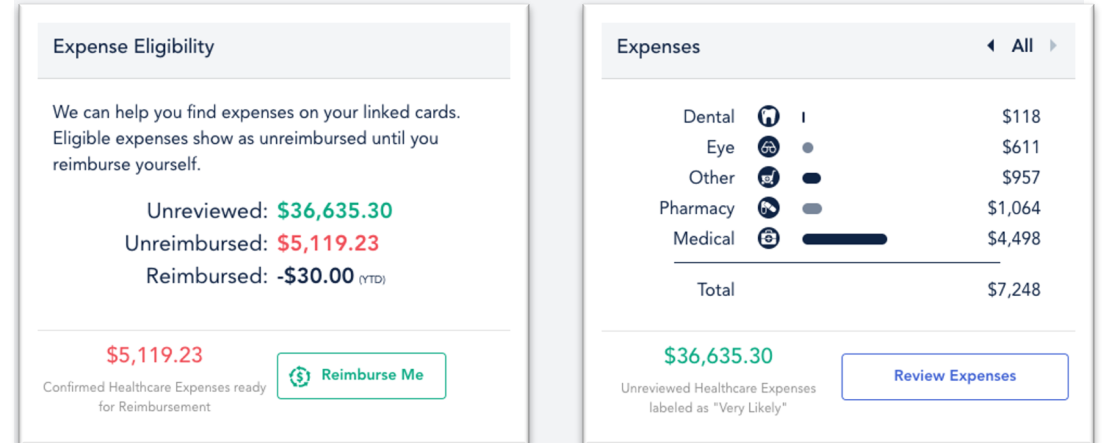 Expense Eligibility
We can help you find expenses on your linked cards.
Eligible expenses show as unreimbursed until you
reimburse yourself.
Unreviewed: $36,635.30
Unreimbursed: $5,119.23
Reimbursed: -$30.00 (YTD)
$5,119.23
Confirmed Healthcare Expenses ready
for Reimbursement
Reimburse Me
Expenses
All
Dental $118
Eye $611
Other $957
Pharmacy $1,064
Medical $4,498
Total $7,248
$36,635.30
Unreviewed Healthcare Expenses
labeled as "Very Likely"
Review Expenses